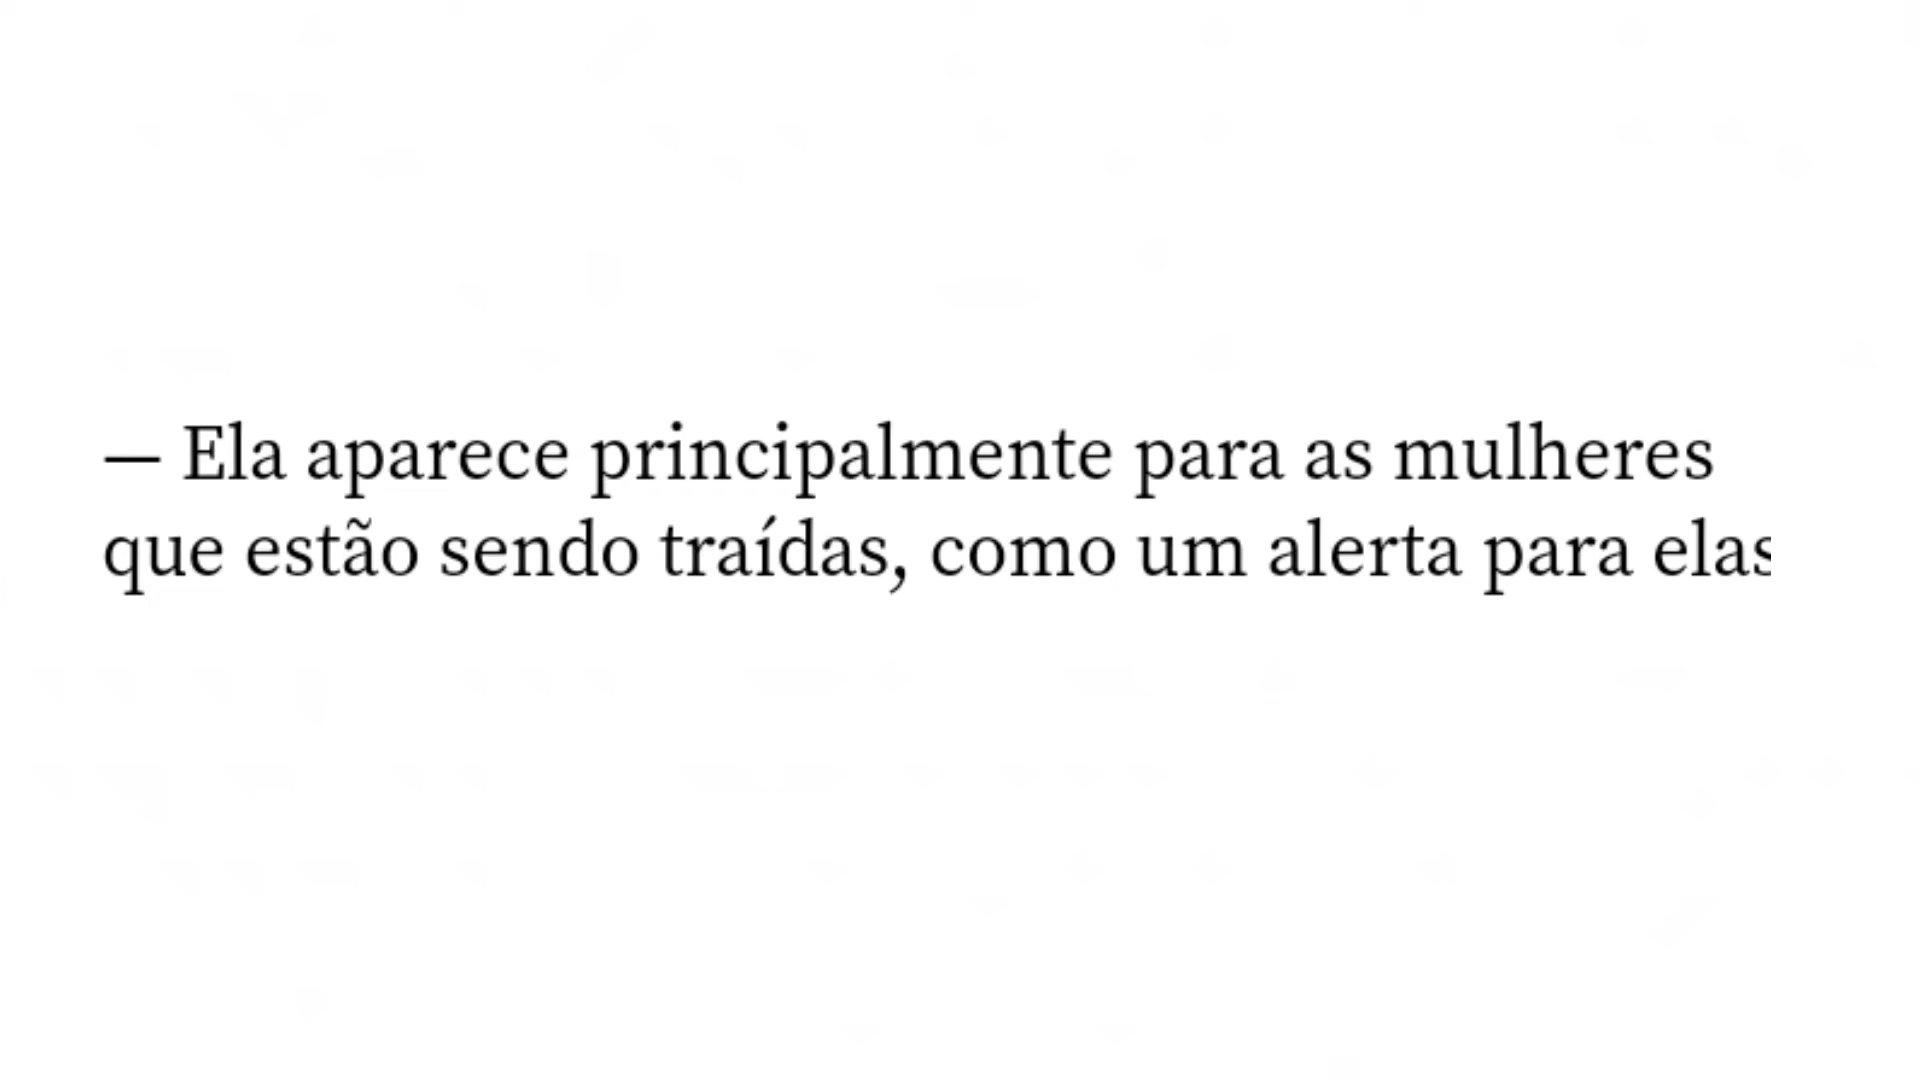 — Ela aparece principalmente para as mulheres
que estão sendo traídas, como um alerta para elas